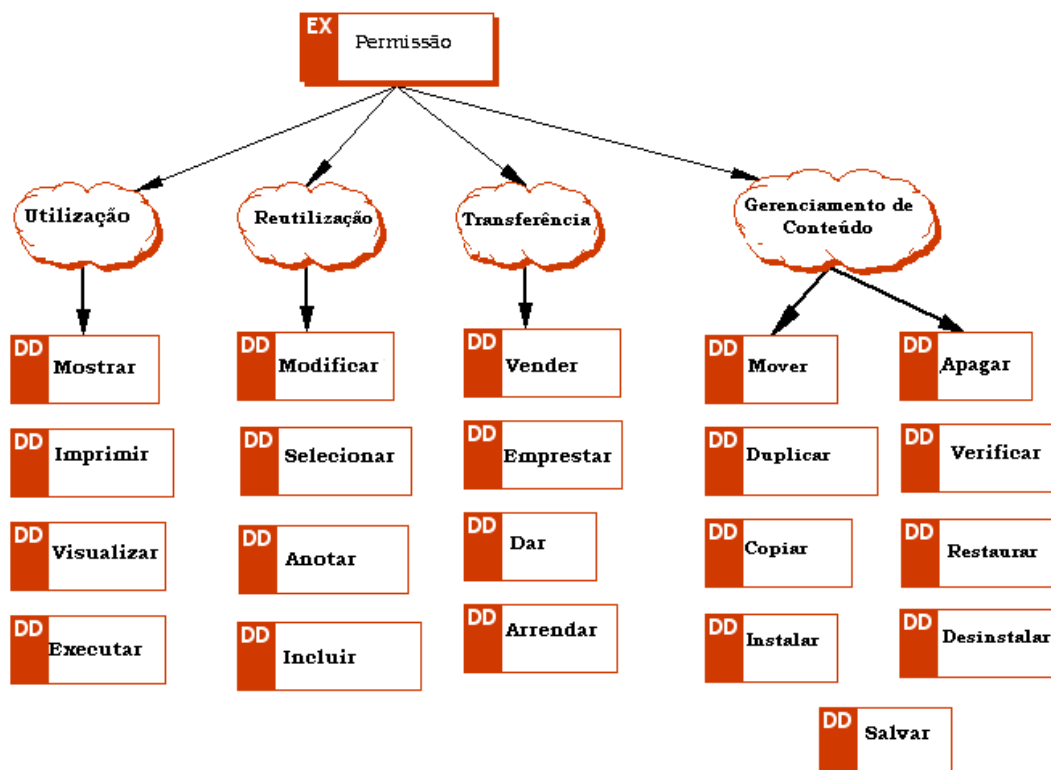 EX Permissão
Utilização
Reutilização
Transferência
Gerenciamento de
Conteúdo
DD Mostrar
DD Modificar
DD Vender
DD Mover
DD Apagar
DD Imprimir
DD Selecionar
DD Emprestar
DD Duplicar
DD Verificar
DD Visualizar
DD Anotar
DD Dar
DD Copiar
DD Restaurar
DD Executar
DD Incluir
DD Arrendar
DD Instalar
DD Desinstalar
DD Salvar